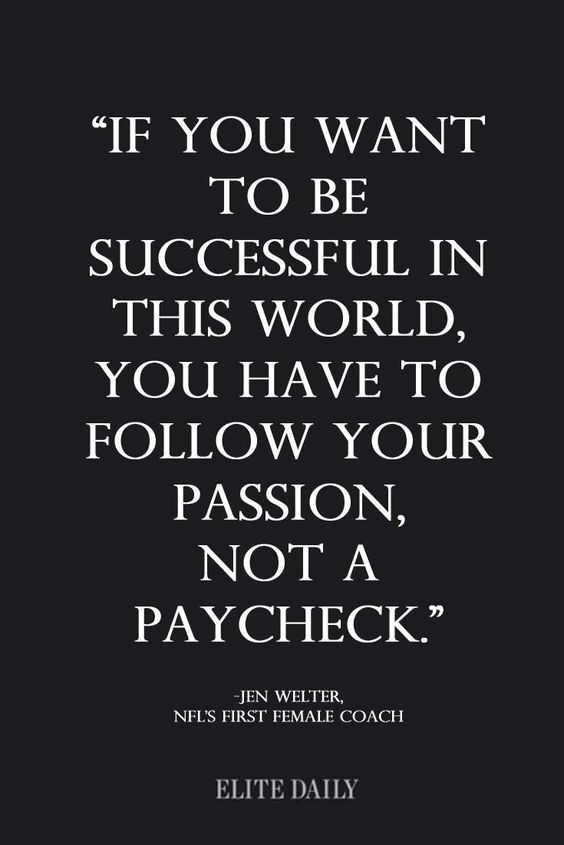 “IF YOU WANT
TO BE
SUCCESSFUL IN
THIS WORLD,
YOU HAVE TO
FOLLOW YOUR
PASSION,
NOT A
PAYCHECK.”
-JEN WELTER,
NFL'S FIRST FEMALE COACH
ELITE DAILY